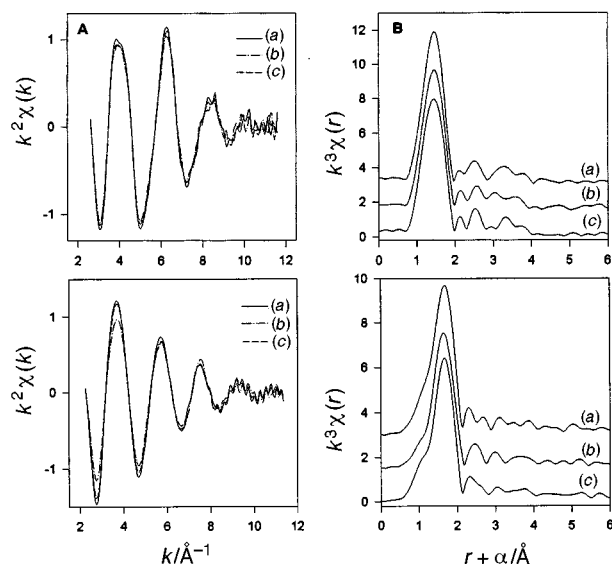 A
(a)
(b)
(c)
k²χ(k)
1
0
-1
2 4 6 8 10 12
B
k³χ(r)
12
10
8
6
4
2
0
(a)
(b)
(c)
0 1 2 3 4 5 6
(a)
(b)
(c)
k²χ(k)
1
0
-1
2 4 6 8 10 12
k/Å⁻¹
k³χ(r)
10
8
6
4
2
0
(a)
(b)
(c)
0 1 2 3 4 5 6
r + α/Å